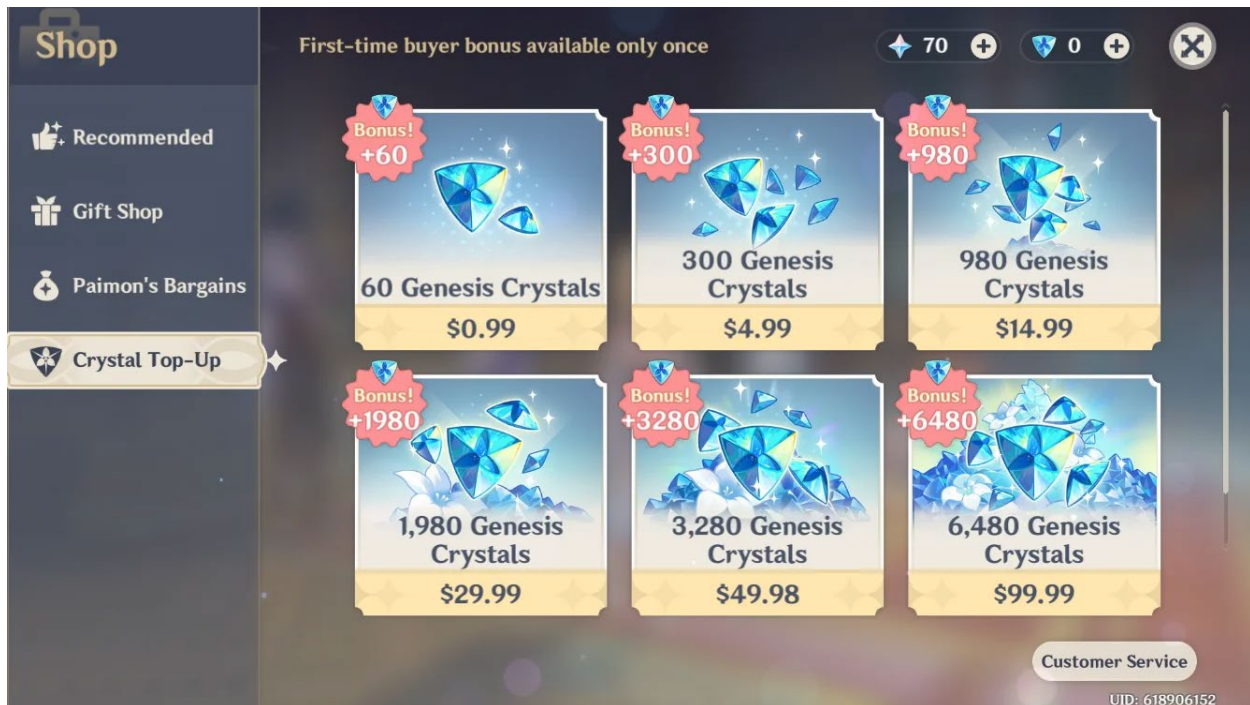 Shop
First-time buyer bonus available only once
70
0
Recommended
Gift Shop
Paimon's Bargains
Crystal Top-Up
Bonus!
+60
60 Genesis Crystals
$0.99
Bonus!
+300
300 Genesis
Crystals
$4.99
Bonus!
+980
980 Genesis
Crystals
$14.99
Bonus!
+1980
1,980 Genesis
Crystals
$29.99
Bonus!
+3280
3,280 Genesis
Crystals
$49.98
Bonus!
+6480
6,480 Genesis
Crystals
$99.99
Customer Service
UID: 618906152